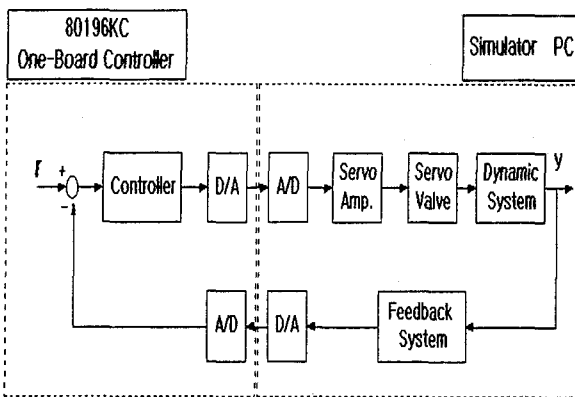 80196KC
One-Board Controller
Simulator PC
r
+
−
Controller
D/A
A/D
Servo
Amp.
Servo
Valve
Dynamic
System
y
A/D
D/A
Feedback
System